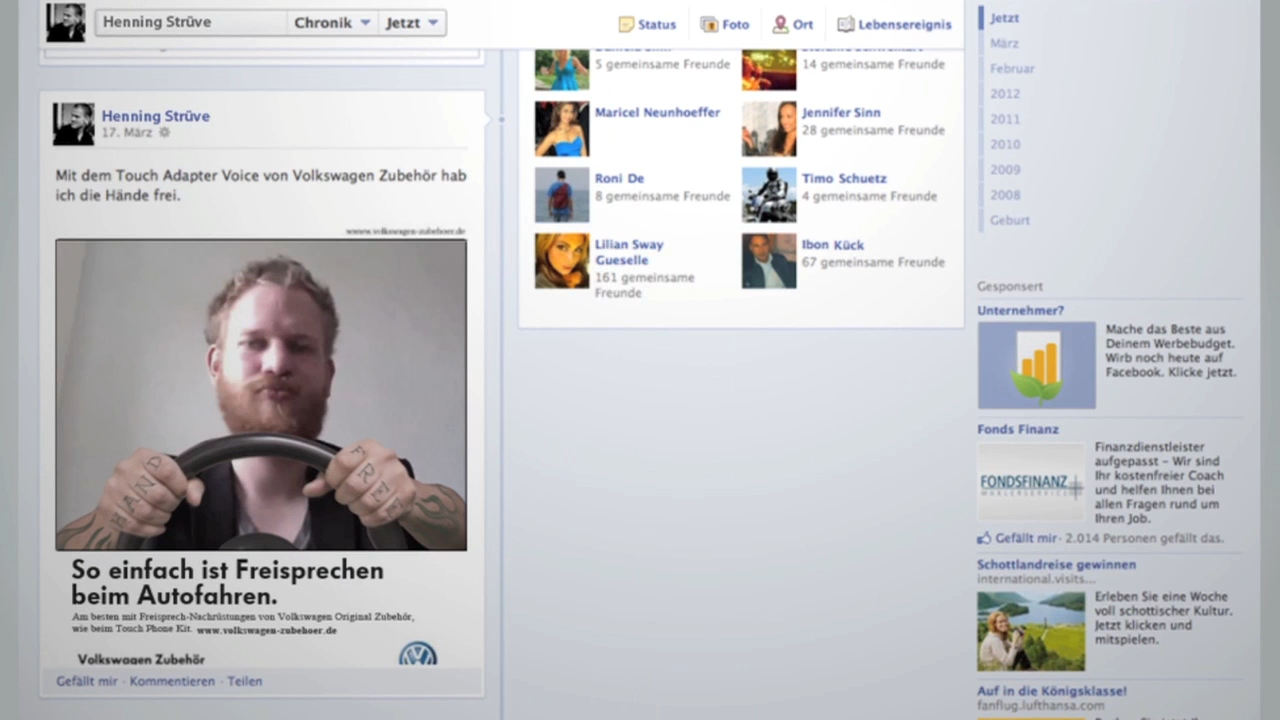 Henning Strüve
Chronik
Jetzt
Status
Foto
Ort
Lebensereignis
Henning Strüve
17. März
Mit dem Touch Adapter Voice von Volkswagen Zubehör hab
ich die Hände frei.
www.volkswagen-zubehoer.de
HAND
FREE
So einfach ist Freisprechen
beim Autofahren.
Am besten mit Freisprech-Nachrüstungen von Volkswagen Original Zubehör,
wie beim Touch Phone Kit. www.volkswagen-zubehoer.de
Volkswagen Zubehör
Gefällt mir · Kommentieren · Teilen
5 gemeinsame Freunde
14 gemeinsame Freunde
Maricel Neunhoeffer
Jennifer Sinn
28 gemeinsame Freunde
Roni De
8 gemeinsame Freunde
Timo Schuetz
4 gemeinsame Freunde
Lilian Sway
Gueselle
161 gemeinsame
Freunde
Ibon Kück
67 gemeinsame Freunde
Jetzt
März
Februar
2012
2011
2010
2009
2008
Geburt
Gesponsert
Unternehmer?
Mache das Beste aus
Deinem Werbebudget.
Wirb noch heute auf
Facebook. Klicke jetzt.
Fonds Finanz
FONDSFINANZ
MAKLERSERVICE
Finanzdienstleister
aufgepasst – Wir sind
Ihr kostenfreier Coach
und helfen Ihnen bei
allen Fragen rund um
Ihren Job.
Gefällt mir · 2.014 Personen gefällt das.
Schottlandreise gewinnen
international.visits...
Erleben Sie eine Woche
voll schottischer Kultur.
Jetzt klicken und
mitspielen.
Auf in die Königsklasse!
fanflug.lufthansa.com